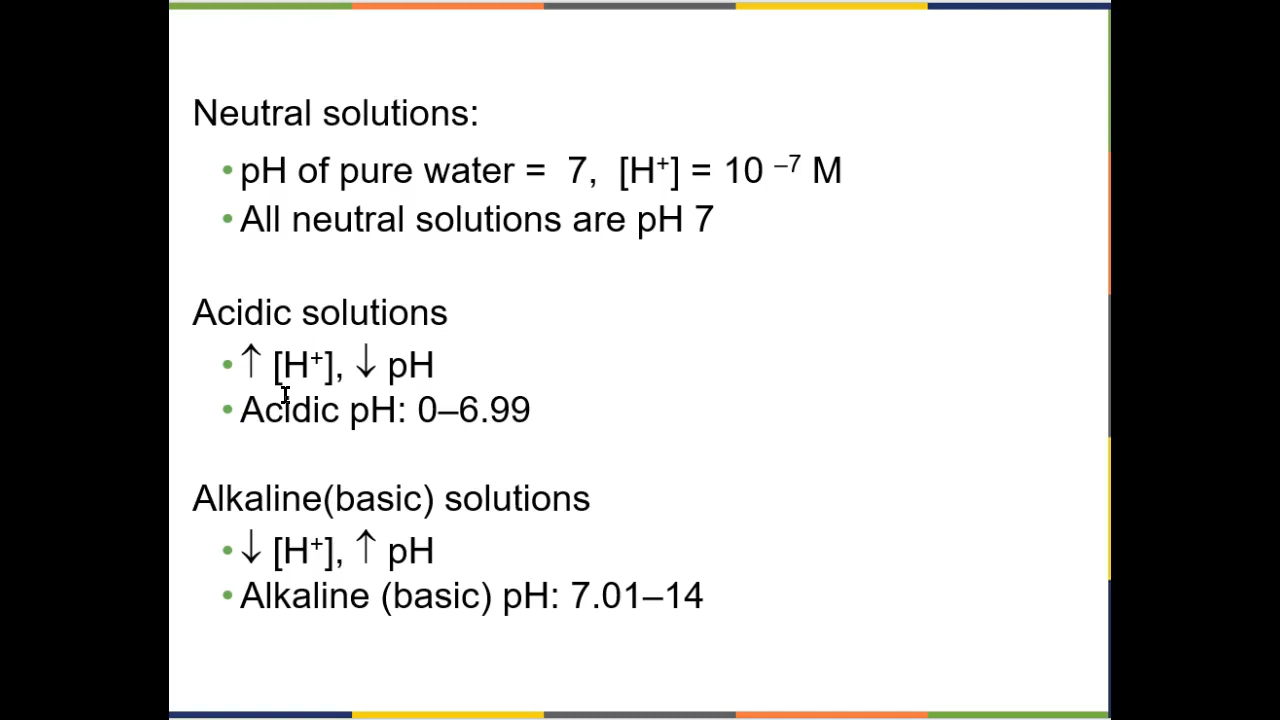 Neutral solutions:
• pH of pure water =  7,  [H⁺] = 10 ⁻⁷ M
• All neutral solutions are pH 7
Acidic solutions
• ↑ [H⁺], ↓ pH
• Acidic pH: 0–6.99
Alkaline(basic) solutions
• ↓ [H⁺], ↑ pH
• Alkaline (basic) pH: 7.01–14